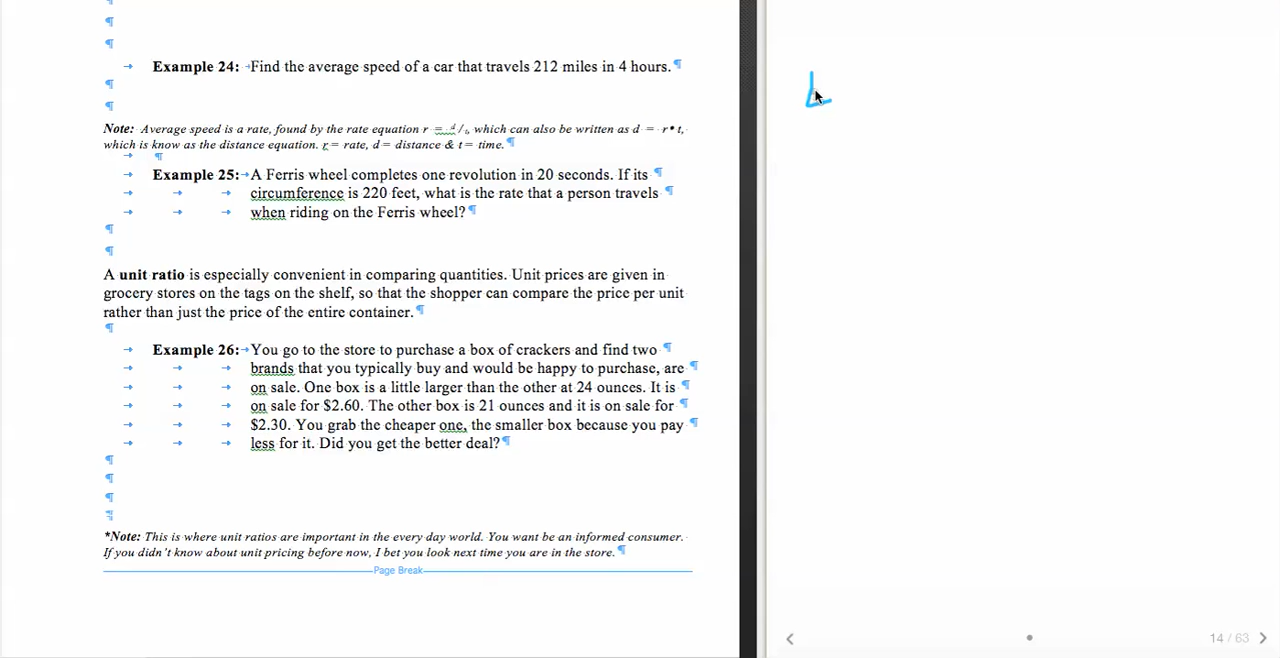 Example 24: Find the average speed of a car that travels 212 miles in 4 hours.
Note: Average speed is a rate, found by the rate equation r = d/t, which can also be written as d = r•t,
which is know as the distance equation. r = rate, d = distance & t = time.
Example 25: A Ferris wheel completes one revolution in 20 seconds. If its
circumference is 220 feet, what is the rate that a person travels
when riding on the Ferris wheel?
A unit ratio is especially convenient in comparing quantities. Unit prices are given in
grocery stores on the tags on the shelf, so that the shopper can compare the price per unit
rather than just the price of the entire container.
Example 26: You go to the store to purchase a box of crackers and find two
brands that you typically buy and would be happy to purchase, are
on sale. One box is a little larger than the other at 24 ounces. It is
on sale for $2.60. The other box is 21 ounces and it is on sale for
$2.30. You grab the cheaper one, the smaller box because you pay
less for it. Did you get the better deal?
*Note: This is where unit ratios are important in the every day world. You want be an informed consumer.
If you didn't know about unit pricing before now, I bet you look next time you are in the store.
Page Break
14 / 63